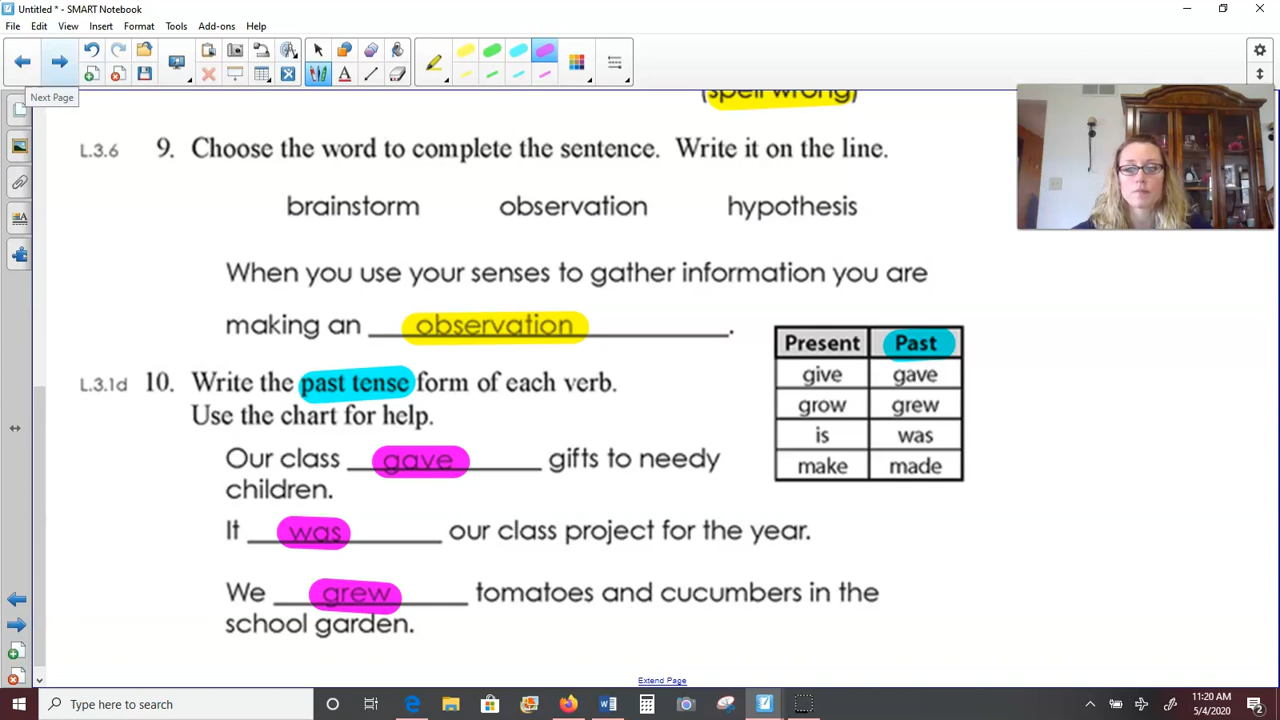 Untitled * - SMART Notebook
File Edit View Insert Format Tools Add-ons Help
Next Page
(spell wrong)
L.3.6 9. Choose the word to complete the sentence. Write it on the line.
brainstorm observation hypothesis
When you use your senses to gather information you are
making an observation.
L.3.1d 10. Write the past tense form of each verb.
Use the chart for help.
Present Past
give gave
grow grew
is was
make made
Our class gave gifts to needy
children.
It was our class project for the year.
We grew tomatoes and cucumbers in the
school garden.
Extend Page
Type here to search
11:20 AM
5/4/2020
2